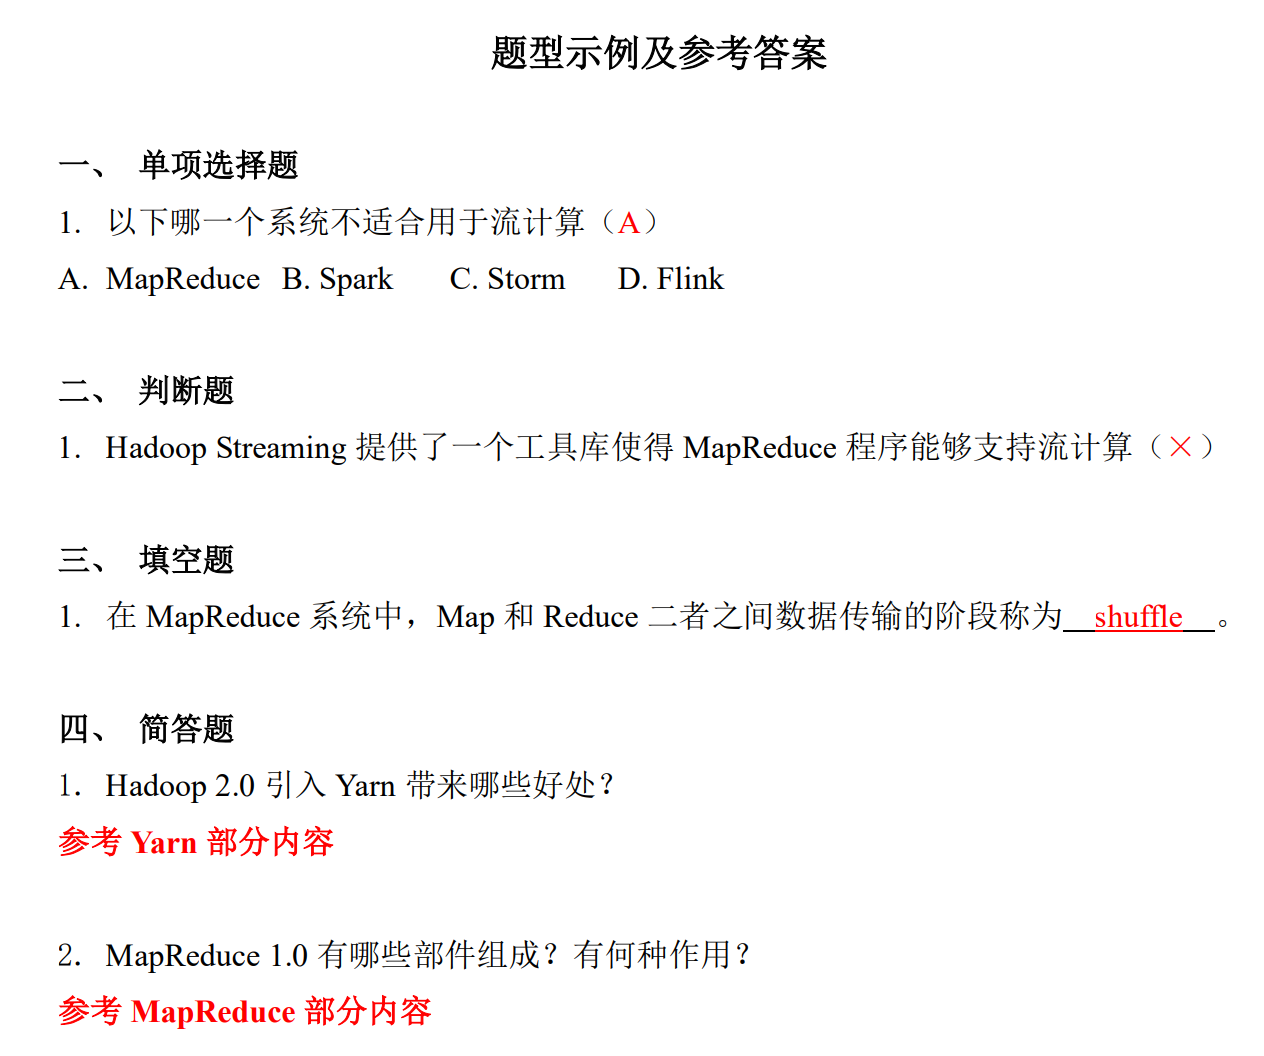 题型示例及参考答案
一、 单项选择题
1. 以下哪一个系统不适合用于流计算（A）
A. MapReduce B. Spark C. Storm D. Flink
二、 判断题
1. Hadoop Streaming 提供了一个工具库使得 MapReduce 程序能够支持流计算（×）
三、 填空题
1. 在 MapReduce 系统中，Map 和 Reduce 二者之间数据传输的阶段称为__shuffle__。
四、 简答题
1. Hadoop 2.0 引入 Yarn 带来哪些好处？
参考 Yarn 部分内容
2. MapReduce 1.0 有哪些部件组成？有何种作用？
参考 MapReduce 部分内容